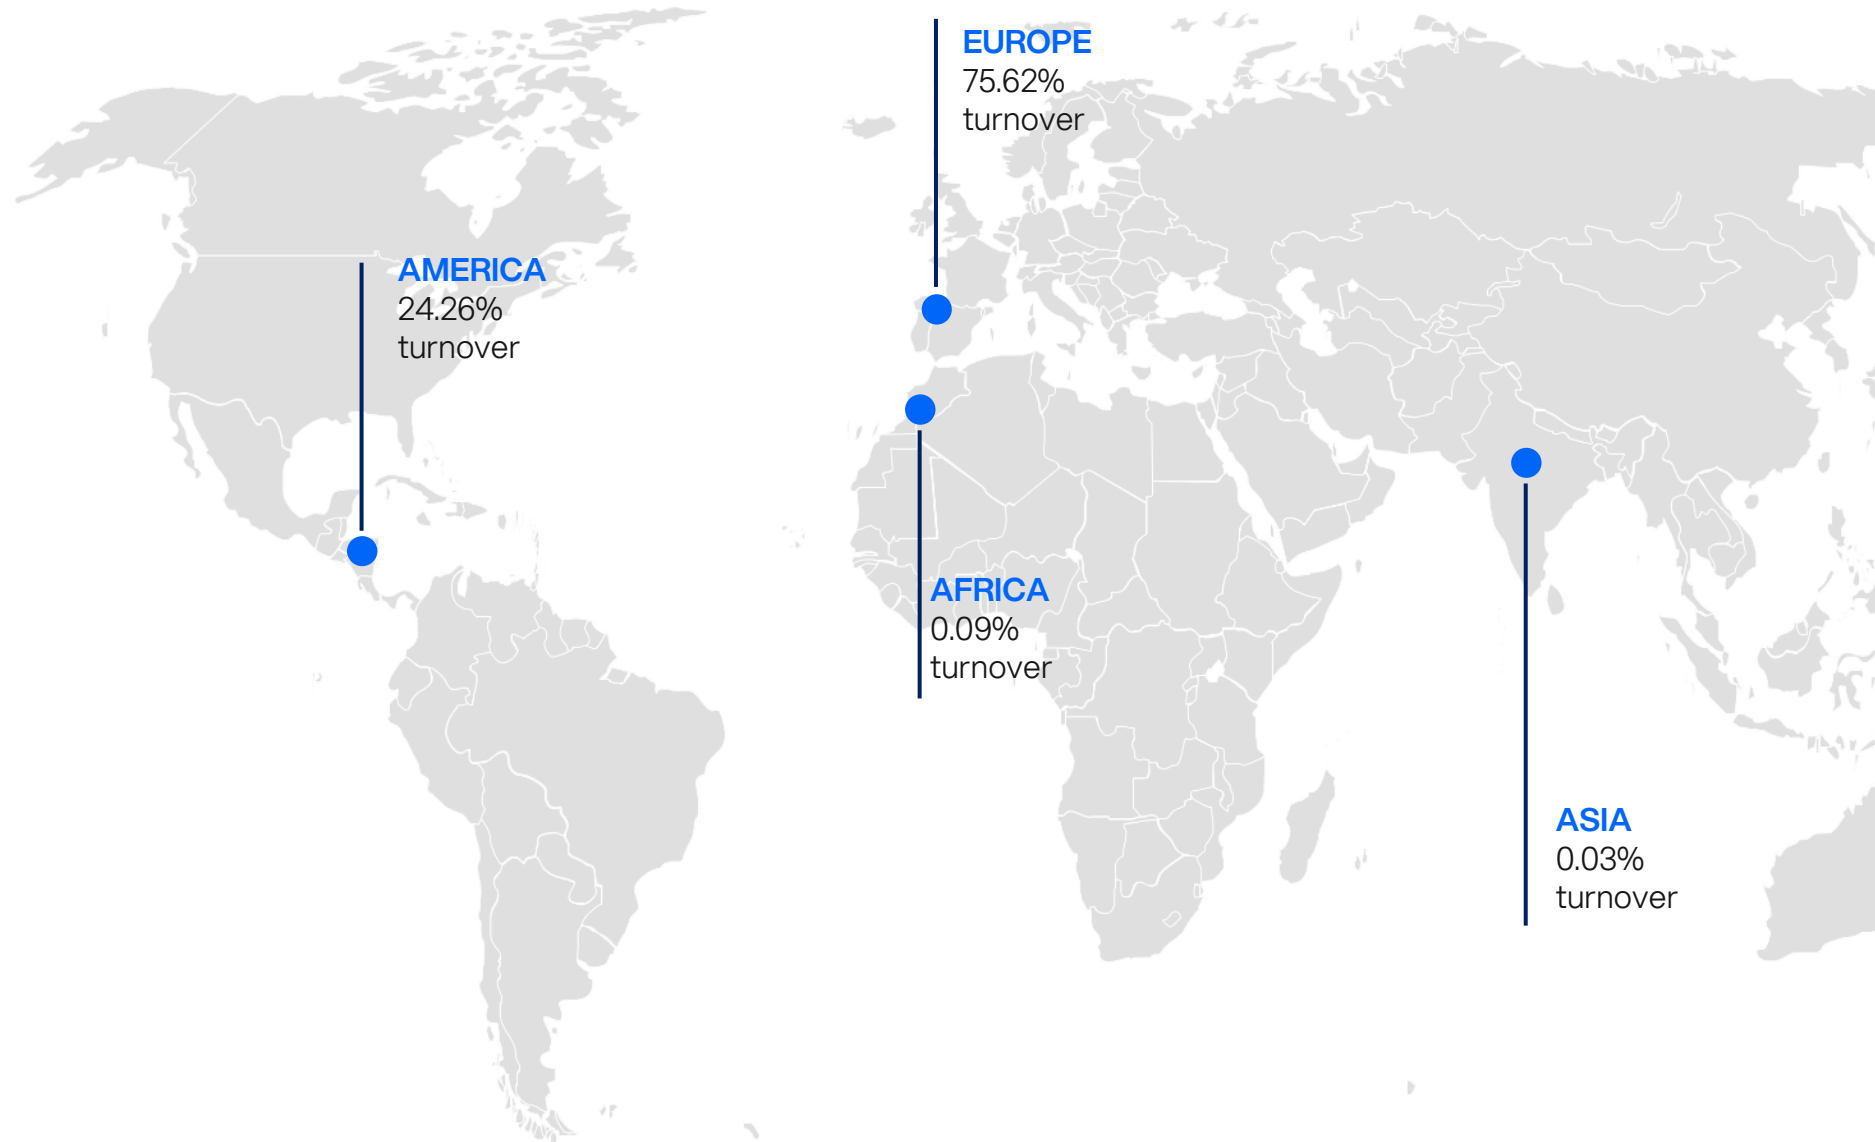 EUROPE
75.62%
turnover
AMERICA
24.26%
turnover
AFRICA
0.09%
turnover
ASIA
0.03%
turnover